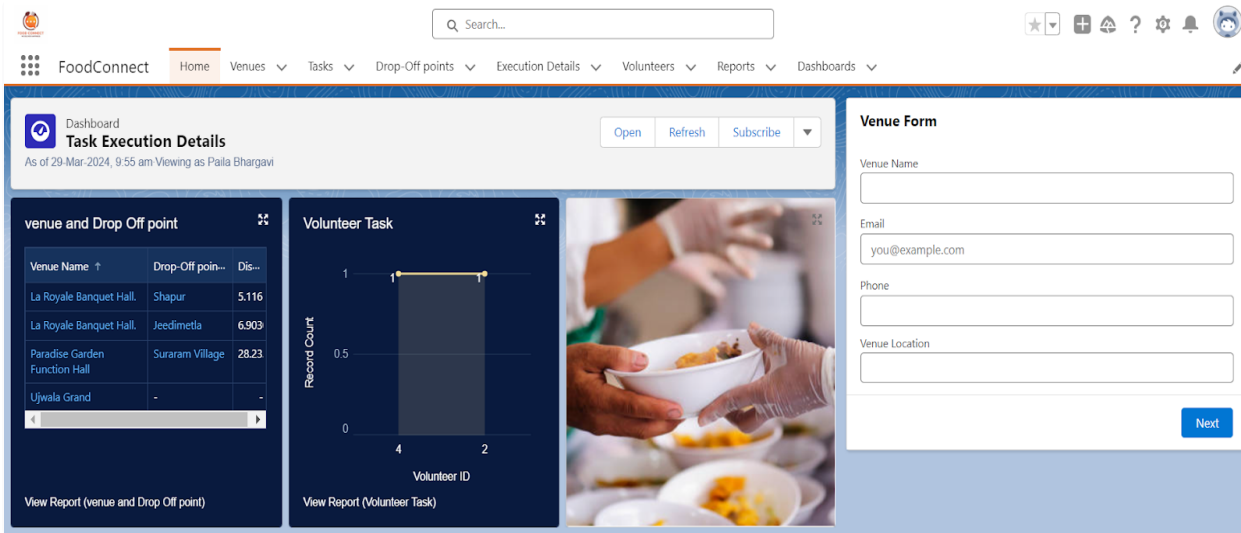 Search...
FoodConnect Home Venues Tasks Drop-Off points Execution Details Volunteers Reports Dashboards
Dashboard
Task Execution Details
As of 29-Mar-2024, 9:55 am Viewing as Paila Bhargavi
Open Refresh Subscribe
venue and Drop Off point
Venue Name ↑ Drop-Off poin... Dis...
La Royale Banquet Hall. Shapur 5.116
La Royale Banquet Hall. Jeedimetla 6.903
Paradise Garden Suraram Village 28.23
Function Hall
Ujwala Grand - -
View Report (venue and Drop Off point)
Volunteer Task
Record Count
1
0.5
0
1 1
4 2
Volunteer ID
View Report (Volunteer Task)
Venue Form
Venue Name
Email
you@example.com
Phone
Venue Location
Next